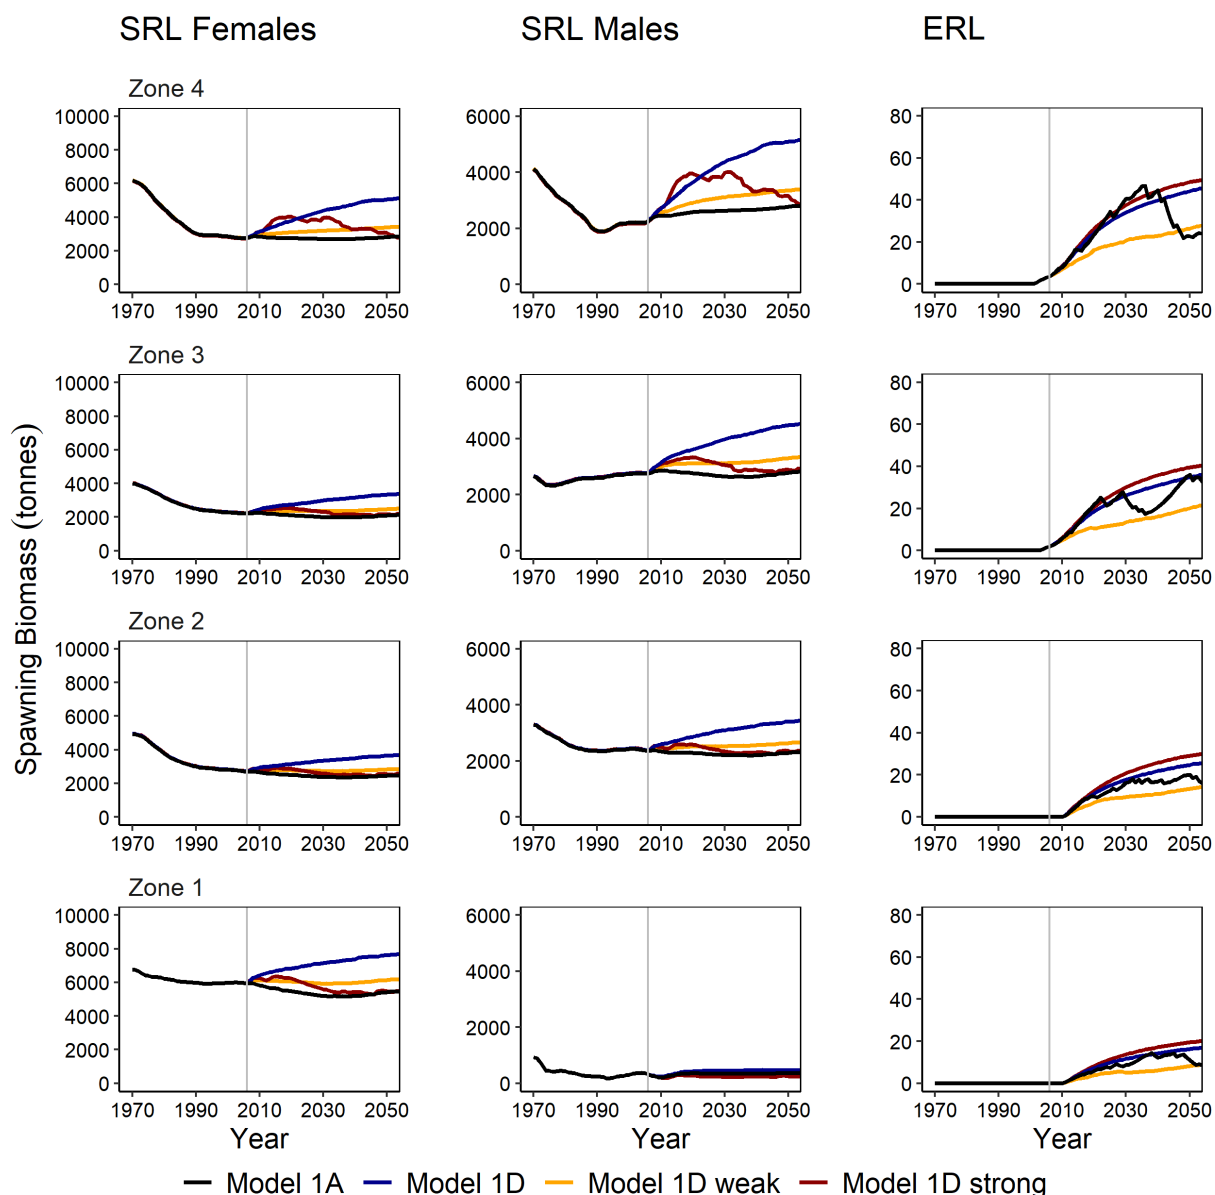 SRL Females SRL Males ERL
Zone 4
10000 8000 6000 4000 2000 0
6000 4000 2000 0
80 60 40 20 0
1970 1990 2010 2030 2050 1970 1990 2010 2030 2050 1970 1990 2010 2030 2050
Zone 3
10000 8000 6000 4000 2000 0
6000 4000 2000 0
80 60 40 20 0
1970 1990 2010 2030 2050 1970 1990 2010 2030 2050 1970 1990 2010 2030 2050
Spawning Biomass (tonnes)
Zone 2
10000 8000 6000 4000 2000 0
6000 4000 2000 0
80 60 40 20 0
1970 1990 2010 2030 2050 1970 1990 2010 2030 2050 1970 1990 2010 2030 2050
Zone 1
10000 8000 6000 4000 2000 0
6000 4000 2000 0
80 60 40 20 0
1970 1990 2010 2030 2050 1970 1990 2010 2030 2050 1970 1990 2010 2030 2050
Year Year Year
Model 1A Model 1D Model 1D weak Model 1D strong